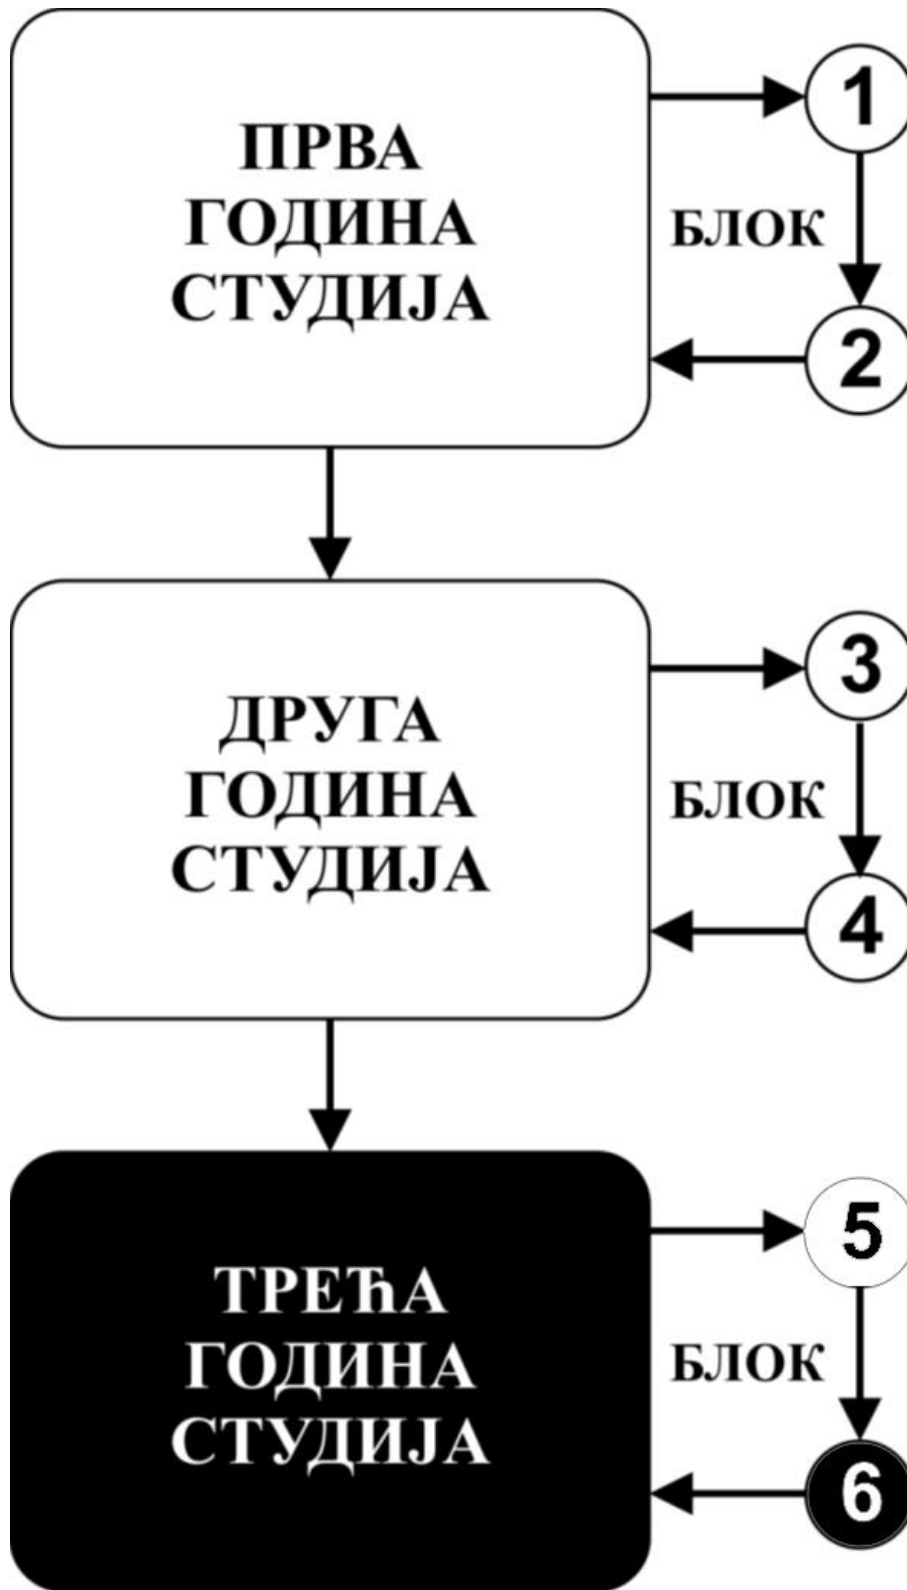 ПРВА
ГОДИНА
СТУДИЈА
1
БЛОК
2
ДРУГА
ГОДИНА
СТУДИЈА
3
БЛОК
4
ТРЕЋА
ГОДИНА
СТУДИЈА
5
БЛОК
6